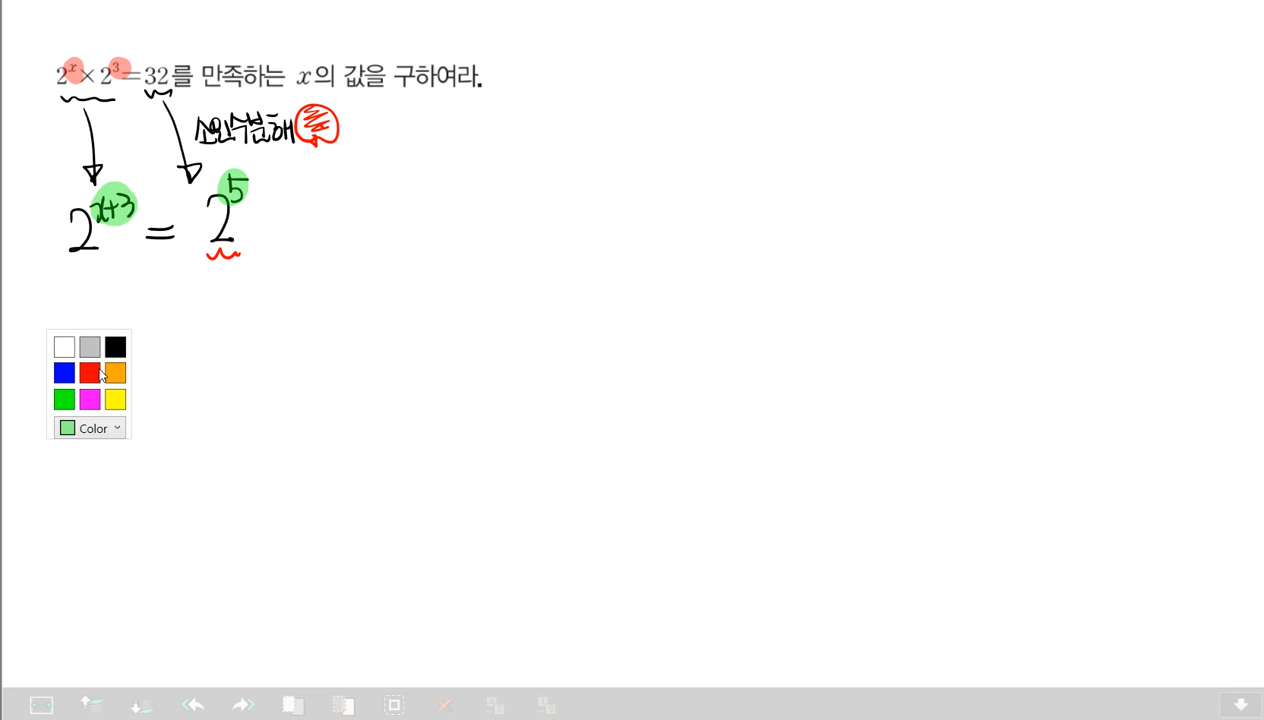 2^x × 2^3 = 32를 만족하는 x의 값을 구하여라.
소인수분해
2^{x+3} = 2^5
Color